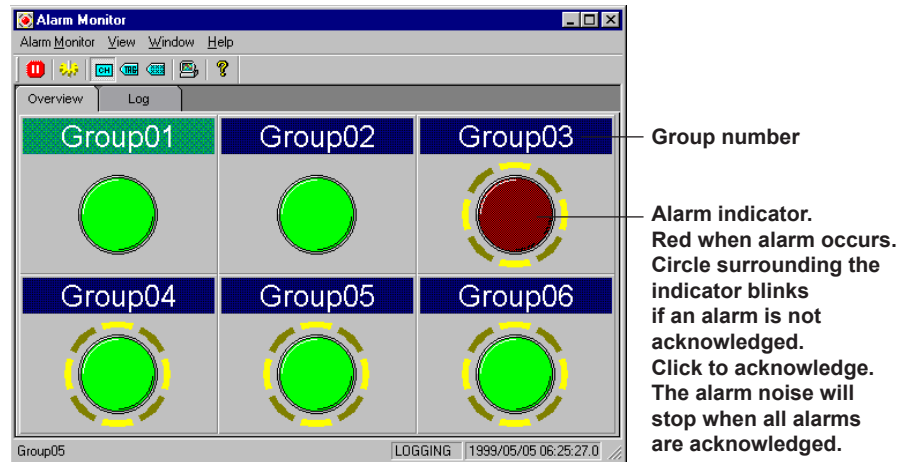 Alarm Monitor
Alarm Monitor View Window Help
CH TAG
?
Overview Log
Group01 Group02 Group03
Group number
Alarm indicator.
Red when alarm occurs.
Circle surrounding the
indicator blinks
if an alarm is not
acknowledged.
Click to acknowledge.
The alarm noise will
stop when all alarms
are acknowledged.
Group04 Group05 Group06
Group05 LOGGING 1999/05/05 06:25:27.0